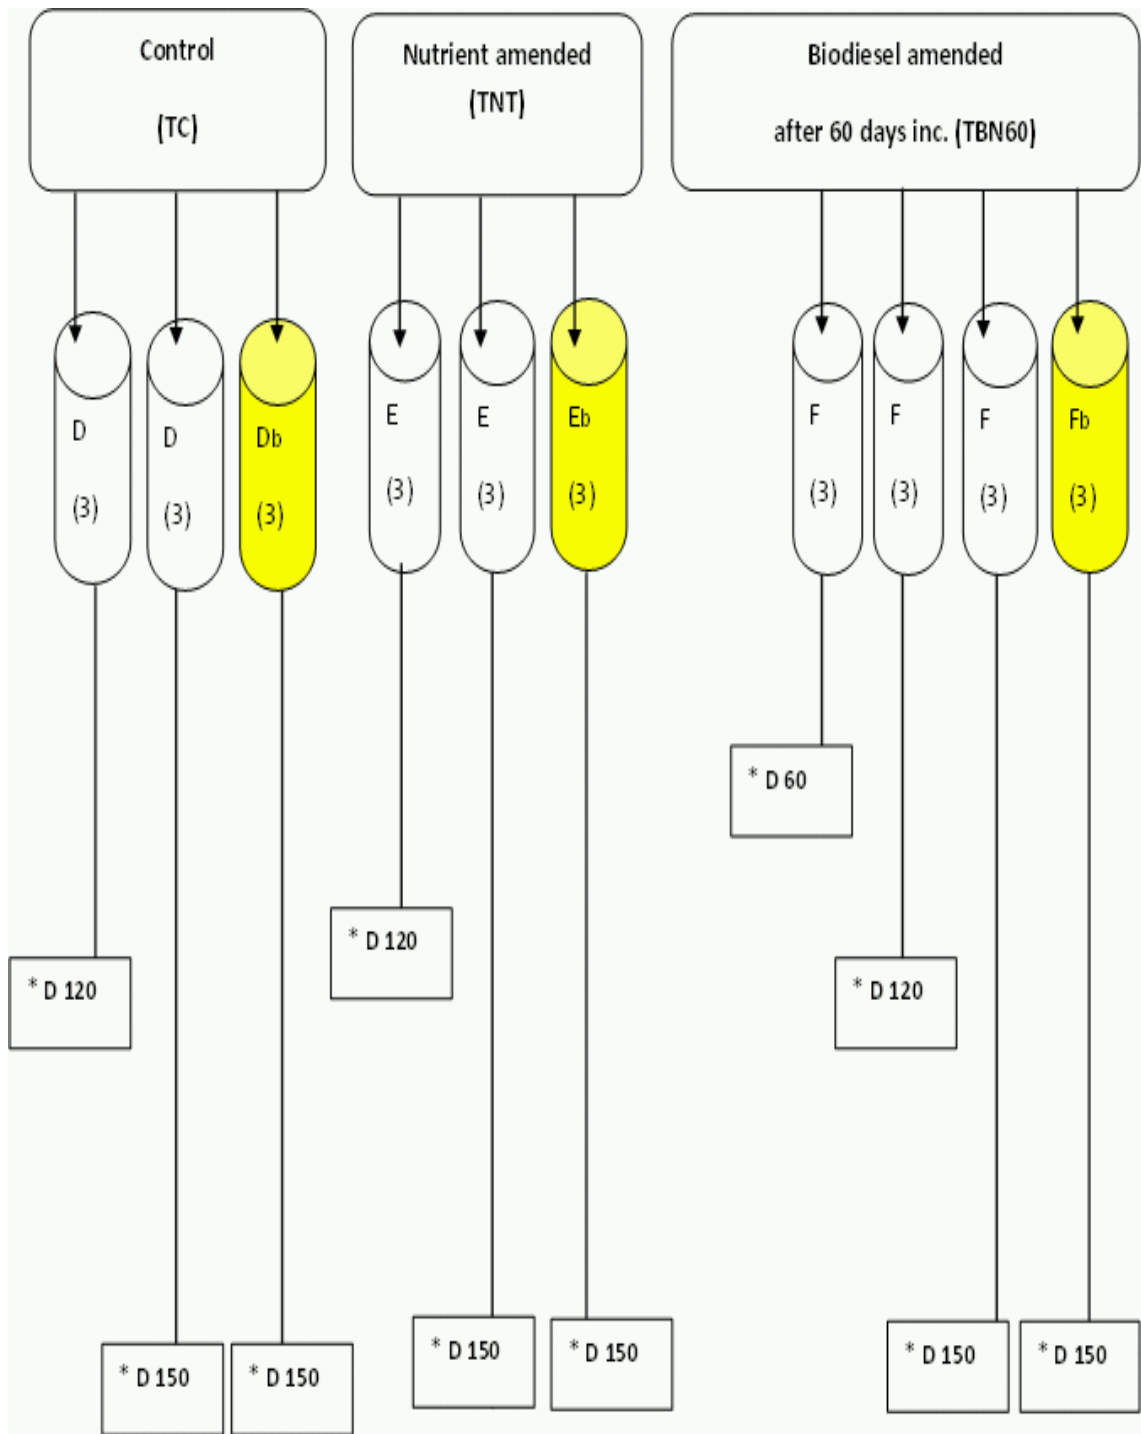 Control
(TC)
Nutrient amended
(TNT)
Biodiesel amended
after 60 days inc. (TBN60)
D
(3)
D
(3)
Db
(3)
E
(3)
E
(3)
Eb
(3)
F
(3)
F
(3)
F
(3)
Fb
(3)
* D 60
* D 120
* D 120
* D 120
* D 150
* D 150
* D 150
* D 150
* D 150
* D 150